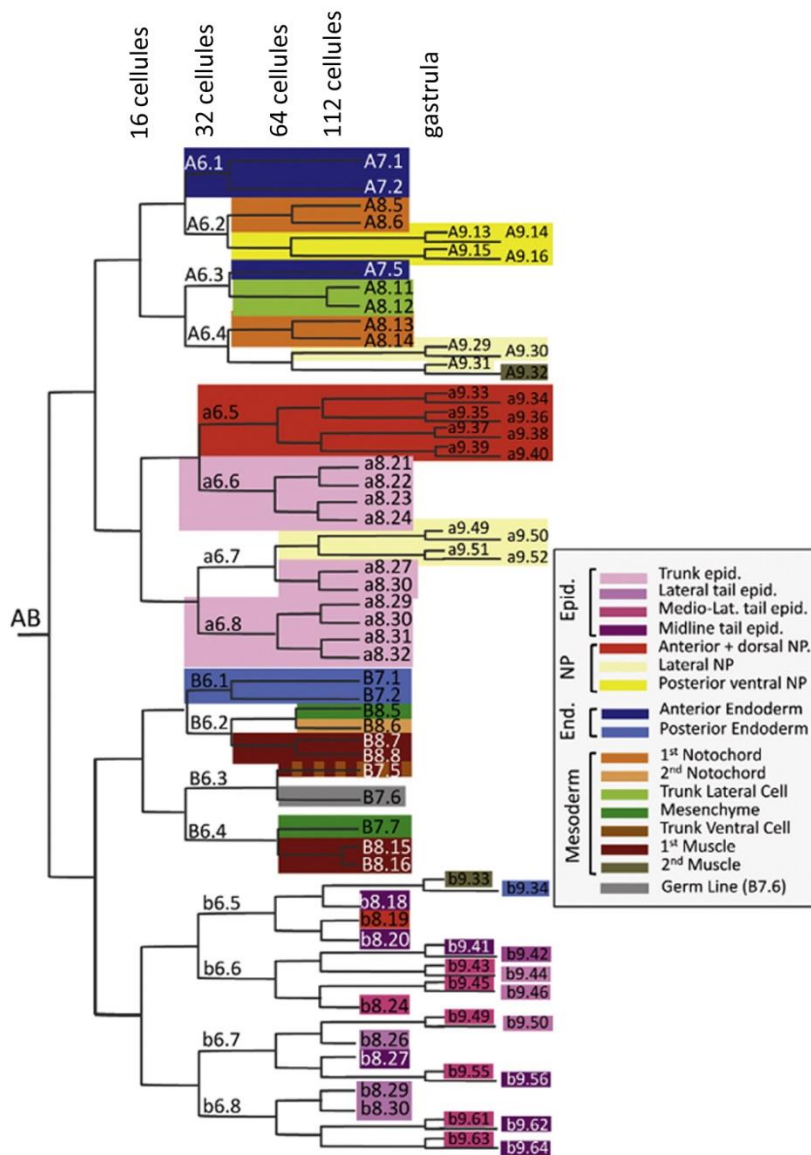 16 cellules
32 cellules
64 cellules
112 cellules
gastrula
AB
A6.1
A7.1
A7.2
A6.2
A8.5
A8.6
A9.13 A9.14
A9.15 A9.16
A6.3
A7.5
A8.11
A8.12
A6.4
A8.13
A8.14
A9.29 A9.30
A9.31 A9.32
a6.5
a9.33 a9.34
a9.35 a9.36
a9.37 a9.38
a9.39 a9.40
a6.6
a8.21
a8.22
a8.23
a8.24
a6.7
a9.49 a9.50
a9.51 a9.52
a8.27
a8.30
a6.8
a8.29
a8.30
a8.31
a8.32
B6.1
B7.1
B7.2
B6.2
B8.5
B8.6
B8.7
B8.8
B6.3
B7.5
B7.6
B6.4
B7.7
B8.15
B8.16
b6.5
b9.33 b9.34
b8.18
b8.19
b8.20
b6.6
b9.41 b9.42
b9.43 b9.44
b9.45 b9.46
b8.24
b6.7
b9.49 b9.50
b8.26
b8.27
b9.55 b9.56
b6.8
b8.29
b8.30
b9.61 b9.62
b9.63 b9.64
Epid.
Trunk epid.
Lateral tail epid.
Medio-Lat. tail epid.
Midline tail epid.
NP
Anterior + dorsal NP.
Lateral NP
Posterior ventral NP
End.
Anterior Endoderm
Posterior Endoderm
Mesoderm
1st Notochord
2nd Notochord
Trunk Lateral Cell
Mesenchyme
Trunk Ventral Cell
1st Muscle
2nd Muscle
Germ Line (B7.6)